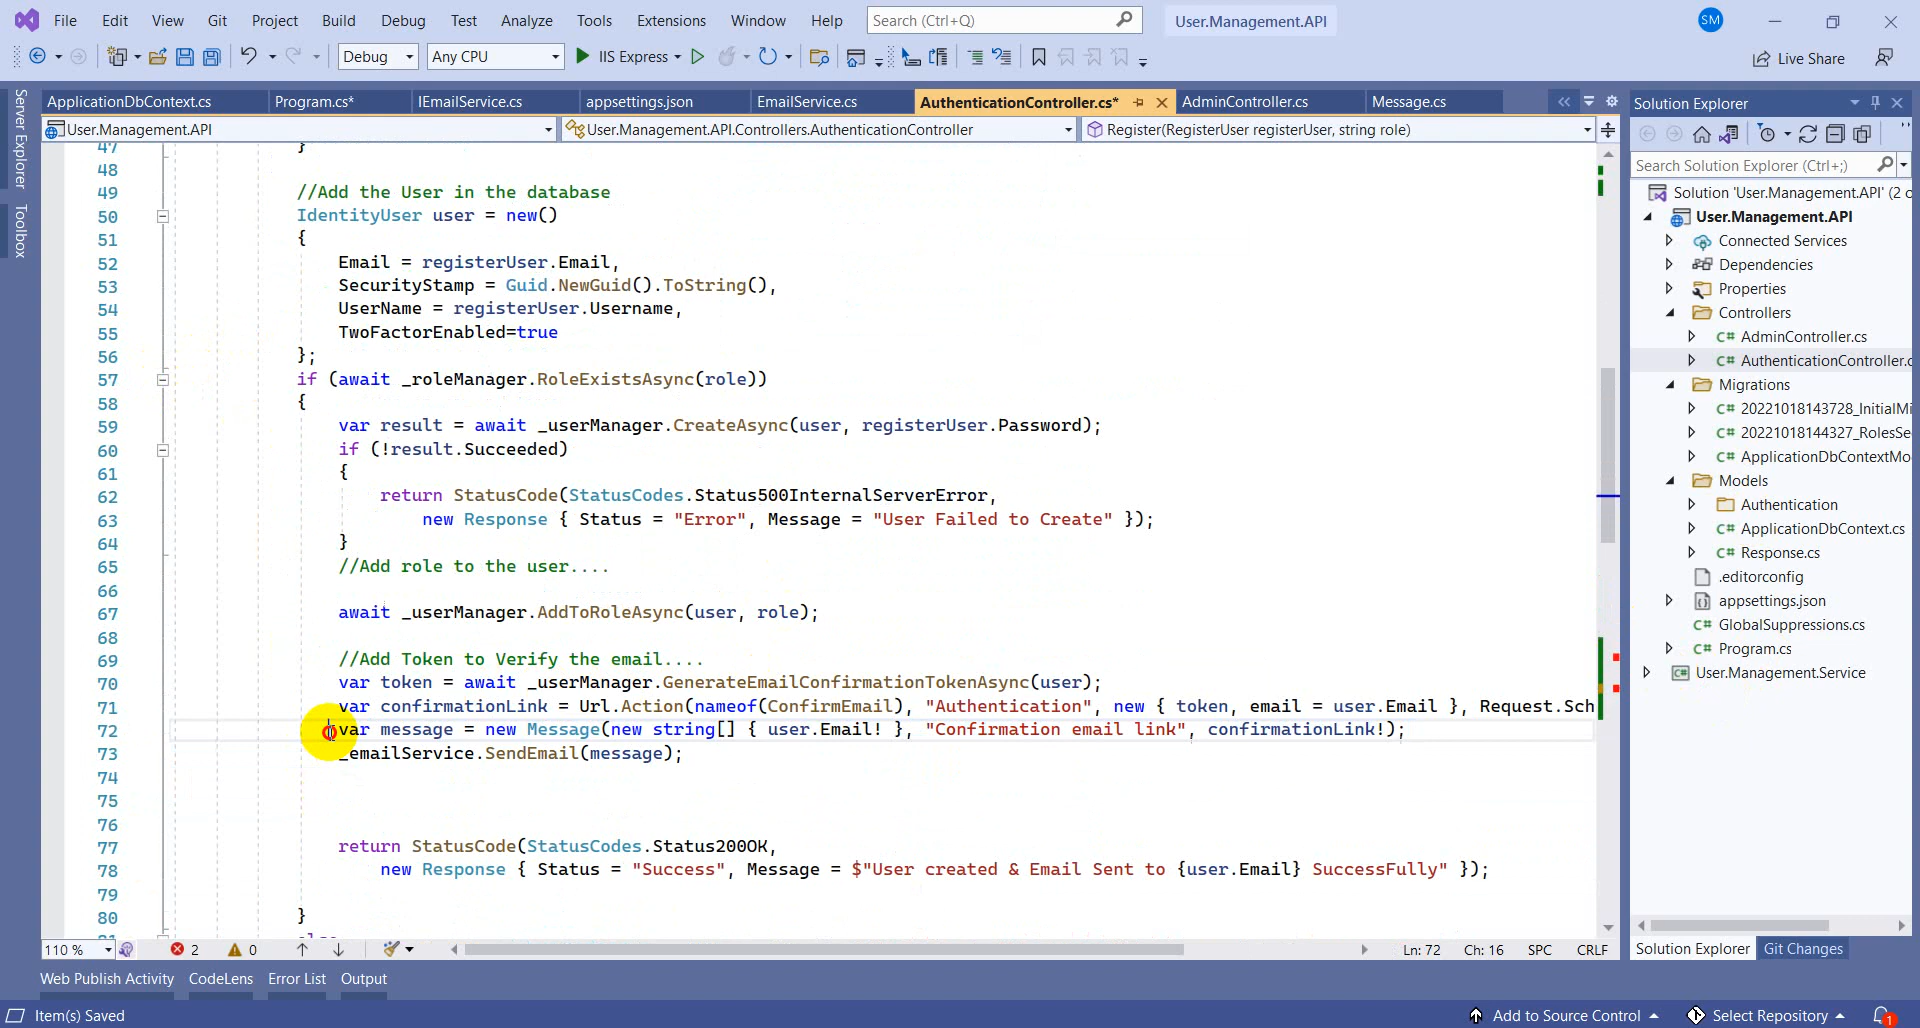 File Edit View Git Project Build Debug Test Analyze Tools Extensions Window Help Search (Ctrl+Q) User.Management.API SM
Debug Any CPU IIS Express Live Share
Server Explorer
Toolbox
ApplicationDbContext.cs Program.cs* IEmailService.cs appsettings.json EmailService.cs AuthenticationController.cs* AdminController.cs Message.cs
User.Management.API User.Management.API.Controllers.AuthenticationController Register(RegisterUser registerUser, string role)
47 }
48
49 //Add the User in the database
50 IdentityUser user = new()
51 {
52 Email = registerUser.Email,
53 SecurityStamp = Guid.NewGuid().ToString(),
54 UserName = registerUser.Username,
55 TwoFactorEnabled=true
56 };
57 if (await _roleManager.RoleExistsAsync(role))
58 {
59 var result = await _userManager.CreateAsync(user, registerUser.Password);
60 if (!result.Succeeded)
61 {
62 return StatusCode(StatusCodes.Status500InternalServerError,
63 new Response { Status = "Error", Message = "User Failed to Create" });
64 }
65 //Add role to the user....
66
67 await _userManager.AddToRoleAsync(user, role);
68
69 //Add Token to Verify the email....
70 var token = await _userManager.GenerateEmailConfirmationTokenAsync(user);
71 var confirmationLink = Url.Action(nameof(ConfirmEmail), "Authentication", new { token, email = user.Email }, Request.Sch
72 var message = new Message(new string[] { user.Email! }, "Confirmation email link", confirmationLink!);
73 _emailService.SendEmail(message);
74
75
76
77 return StatusCode(StatusCodes.Status200OK,
78 new Response { Status = "Success", Message = $"User created & Email Sent to {user.Email} SuccessFully" });
79
80 }
110 % 2 0 Ln: 72 Ch: 16 SPC CRLF
Solution Explorer
Search Solution Explorer (Ctrl+;)
Solution 'User.Management.API' (2 o
User.Management.API
Connected Services
Dependencies
Properties
Controllers
C# AdminController.cs
C# AuthenticationController.c
Migrations
C# 20221018143728_InitialMi
C# 20221018144327_RolesSe
C# ApplicationDbContextMo
Models
Authentication
C# ApplicationDbContext.cs
C# Response.cs
.editorconfig
appsettings.json
C# GlobalSuppressions.cs
C# Program.cs
C# User.Management.Service
Solution Explorer Git Changes
Web Publish Activity CodeLens Error List Output
Item(s) Saved Add to Source Control Select Repository 1